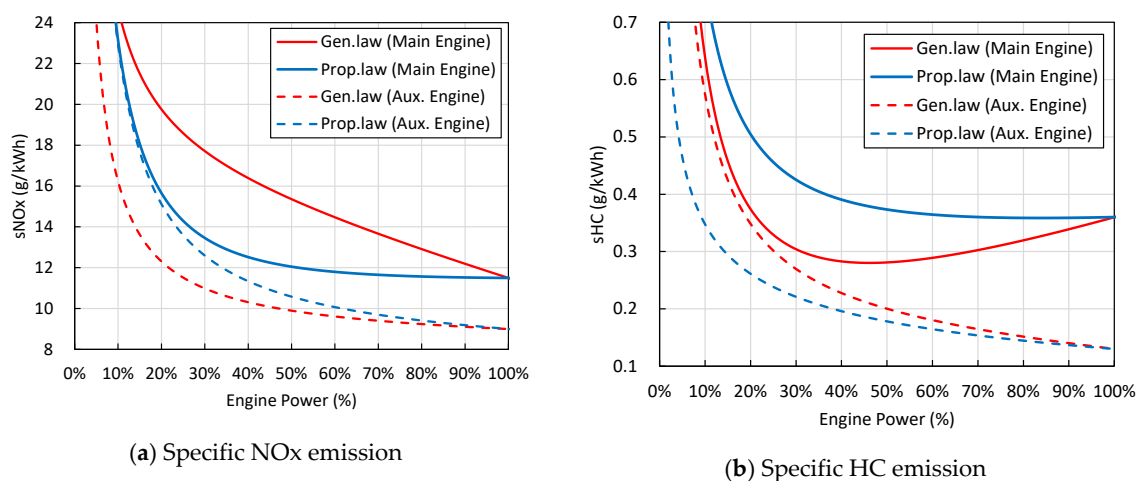 24
22
20
18
16
14
12
10
8
sNOx (g/kWh)
Gen.law (Main Engine)
Prop.law (Main Engine)
Gen.law (Aux. Engine)
Prop.law (Aux. Engine)
0% 10% 20% 30% 40% 50% 60% 70% 80% 90% 100%
Engine Power (%)
(a) Specific NOx emission
0.7
0.6
0.5
0.4
0.3
0.2
0.1
sHC (g/kWh)
Gen.law (Main Engine)
Prop.law (Main Engine)
Gen.law (Aux. Engine)
Prop.law (Aux. Engine)
0% 10% 20% 30% 40% 50% 60% 70% 80% 90% 100%
Engine Power (%)
(b) Specific HC emission